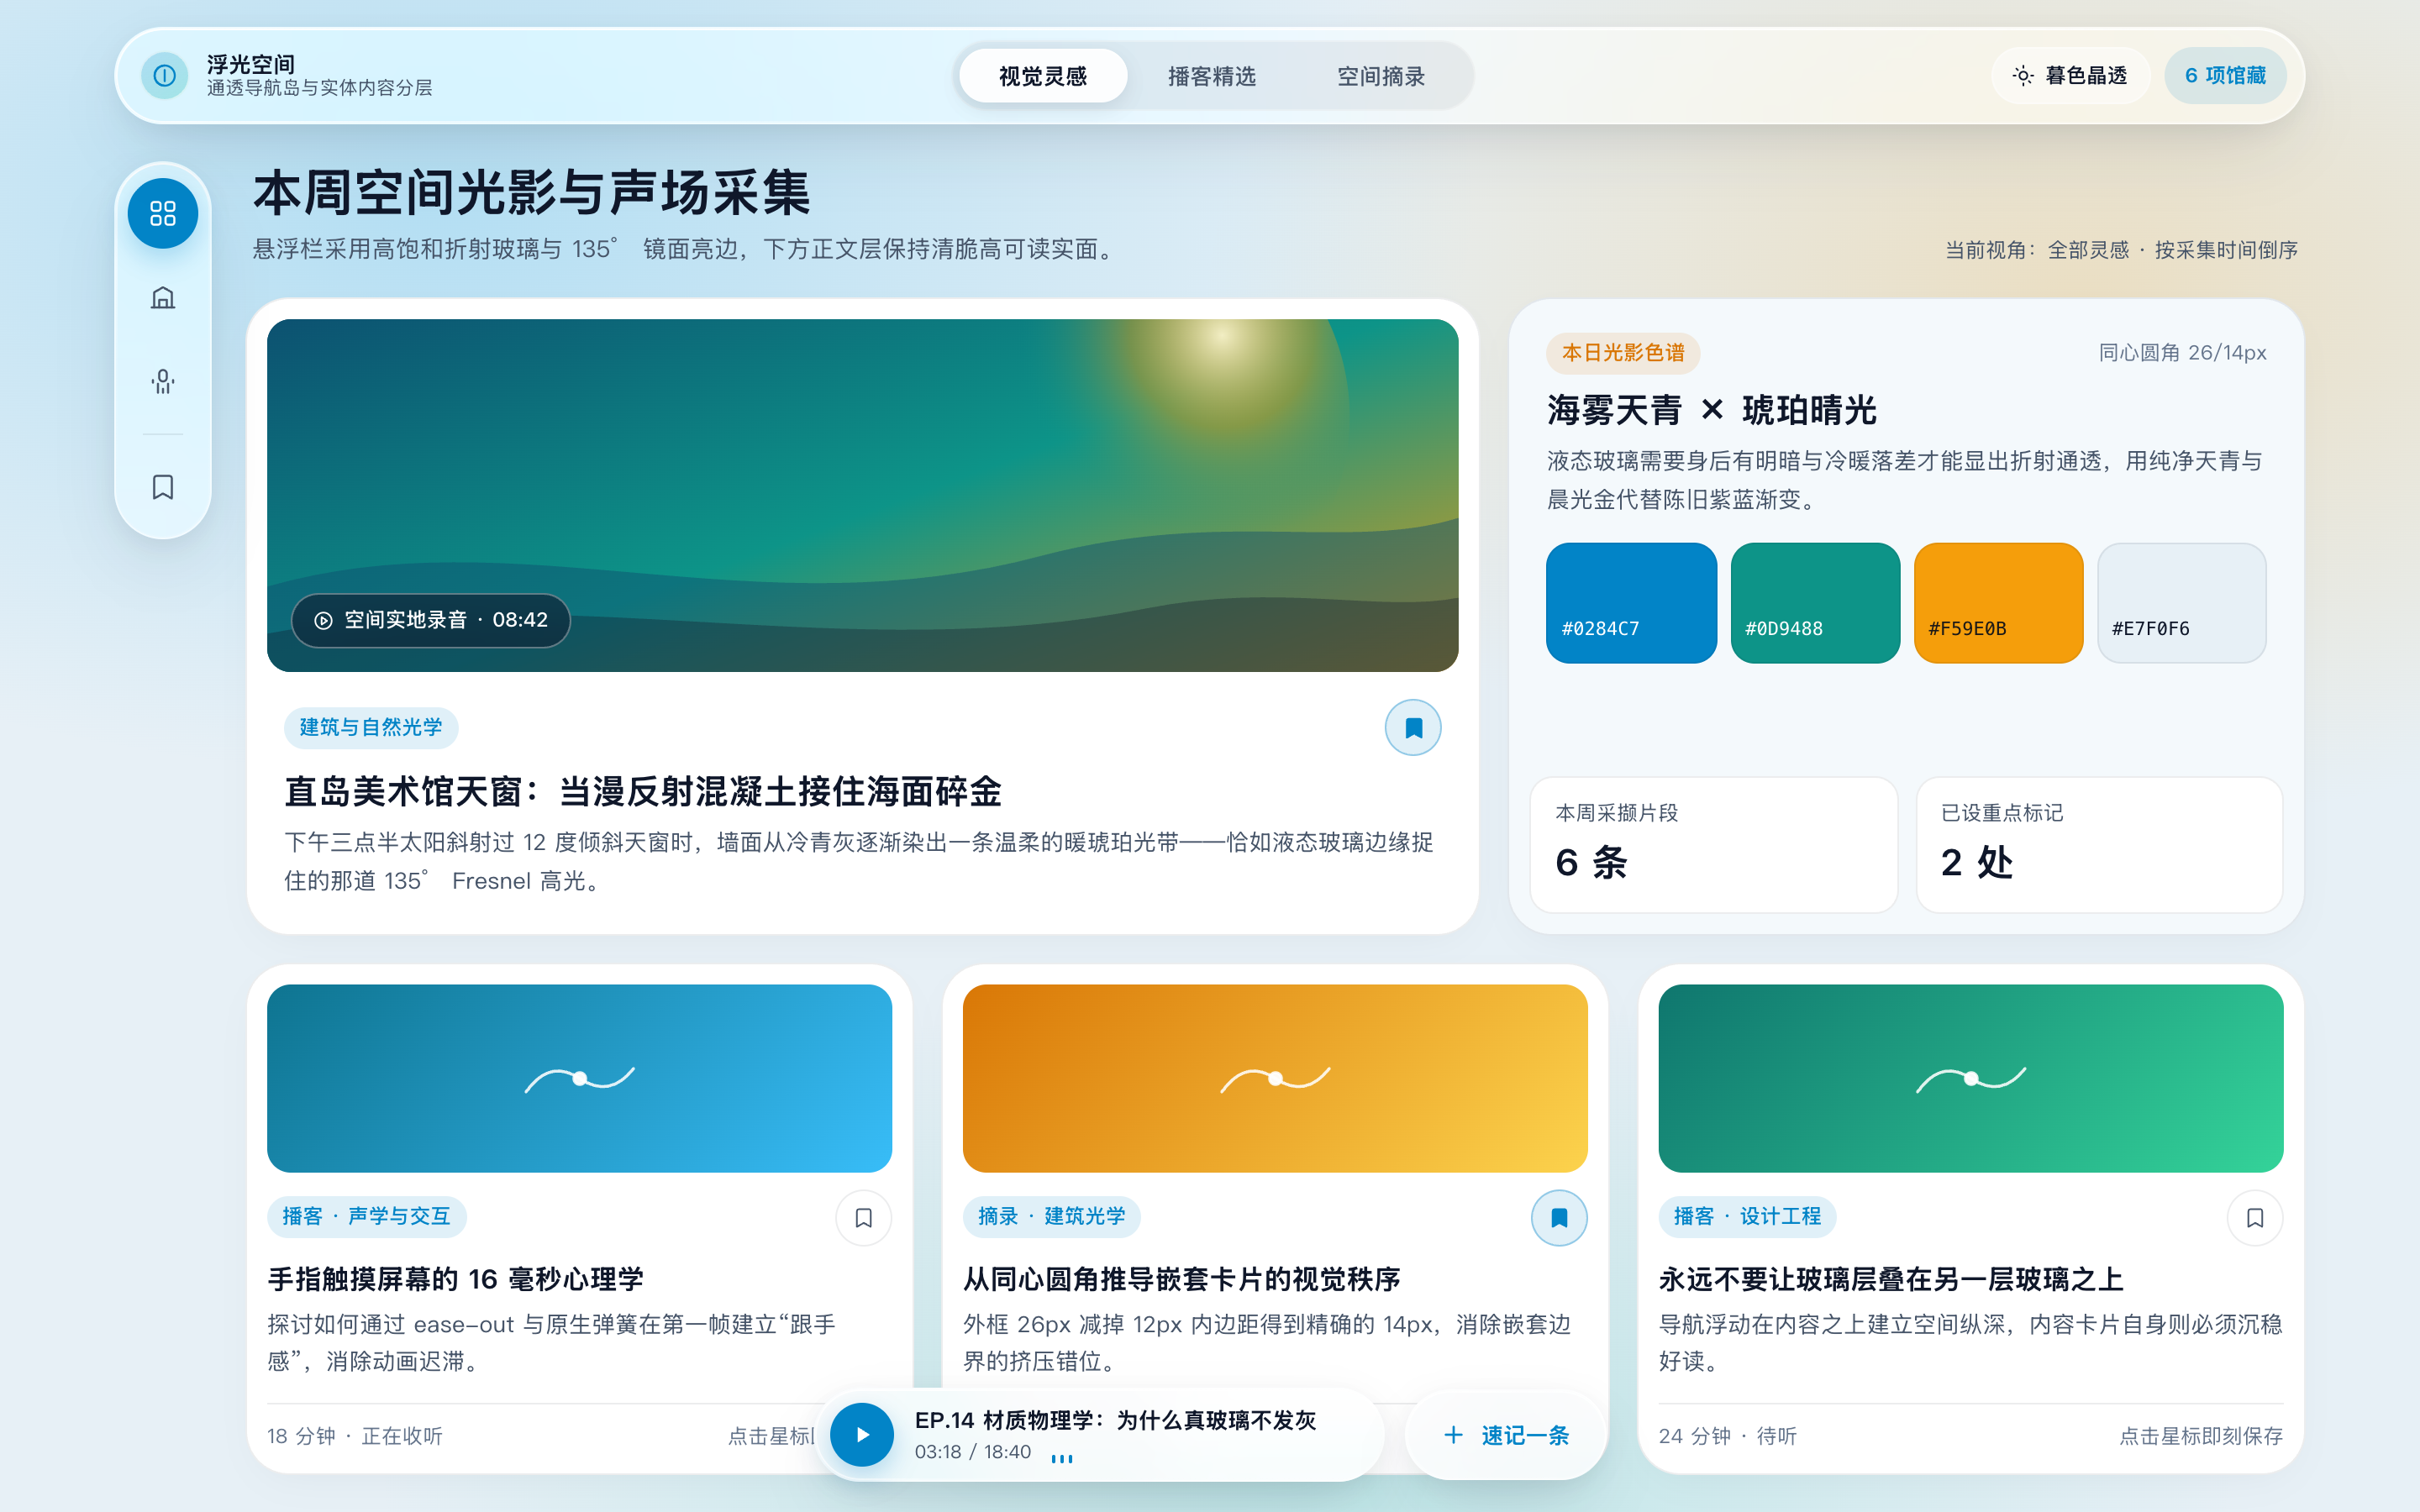 浮光空间
通透导航岛与实体内容分层
视觉灵感
播客精选
空间摘录
暮色晶透
6 项馆藏
本周空间光影与声场采集
悬浮栏采用高饱和折射玻璃与 135° 镜面亮边，下方正文层保持清脆高可读实面。
当前视角：全部灵感 · 按采集时间倒序
空间实地录音 · 08:42
建筑与自然光学
直岛美术馆天窗：当漫反射混凝土接住海面碎金
下午三点半太阳斜射过 12 度倾斜天窗时，墙面从冷青灰逐渐染出一条温柔的暖琥珀光带——恰如液态玻璃边缘捉
住的那道 135° Fresnel 高光。
本日光影色谱
同心圆角 26/14px
海雾天青 × 琥珀晴光
液态玻璃需要身后有明暗与冷暖落差才能显出折射通透，用纯净天青与
晨光金代替陈旧紫蓝渐变。
#0284C7
#0D9488
#F59E0B
#E7F0F6
本周采撷片段
6 条
已设重点标记
2 处
播客 · 声学与交互
手指触摸屏幕的 16 毫秒心理学
探讨如何通过 ease-out 与原生弹簧在第一帧建立“跟手
感”，消除动画迟滞。
18 分钟 · 正在收听
点击星标
摘录 · 建筑光学
从同心圆角推导嵌套卡片的视觉秩序
外框 26px 减掉 12px 内边距得到精确的 14px，消除嵌套边
界的挤压错位。
播客 · 设计工程
永远不要让玻璃层叠在另一层玻璃之上
导航浮动在内容之上建立空间纵深，内容卡片自身则必须沉稳
好读。
24 分钟 · 待听
点击星标即刻保存
EP.14 材质物理学：为什么真玻璃不发灰
03:18 / 18:40
速记一条